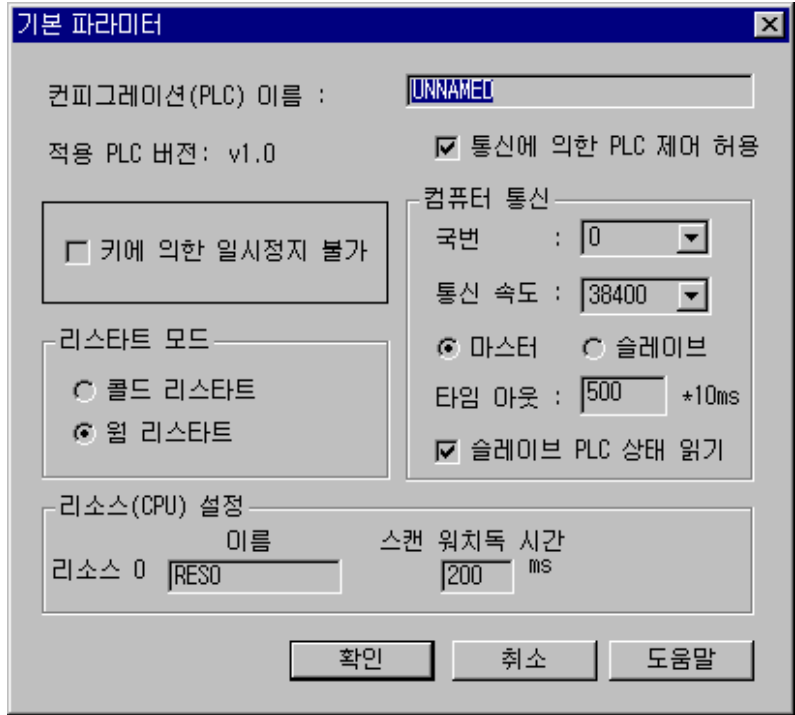 기본 파라미터
컨피그레이션(PLC) 이름 : UNNAMED
적용 PLC 버전: v1.0
통신에 의한 PLC 제어 허용
키에 의한 일시정지 불가
컴퓨터 통신
국번 : 0
통신 속도 : 38400
마스터 슬레이브
타임 아웃 : 500 *10ms
슬레이브 PLC 상태 읽기
리스타트 모드
콜드 리스타트
웜 리스타트
리소스(CPU) 설정
이름 스캔 워치독 시간
리소스 0 RES0 200 ms
확인 취소 도움말